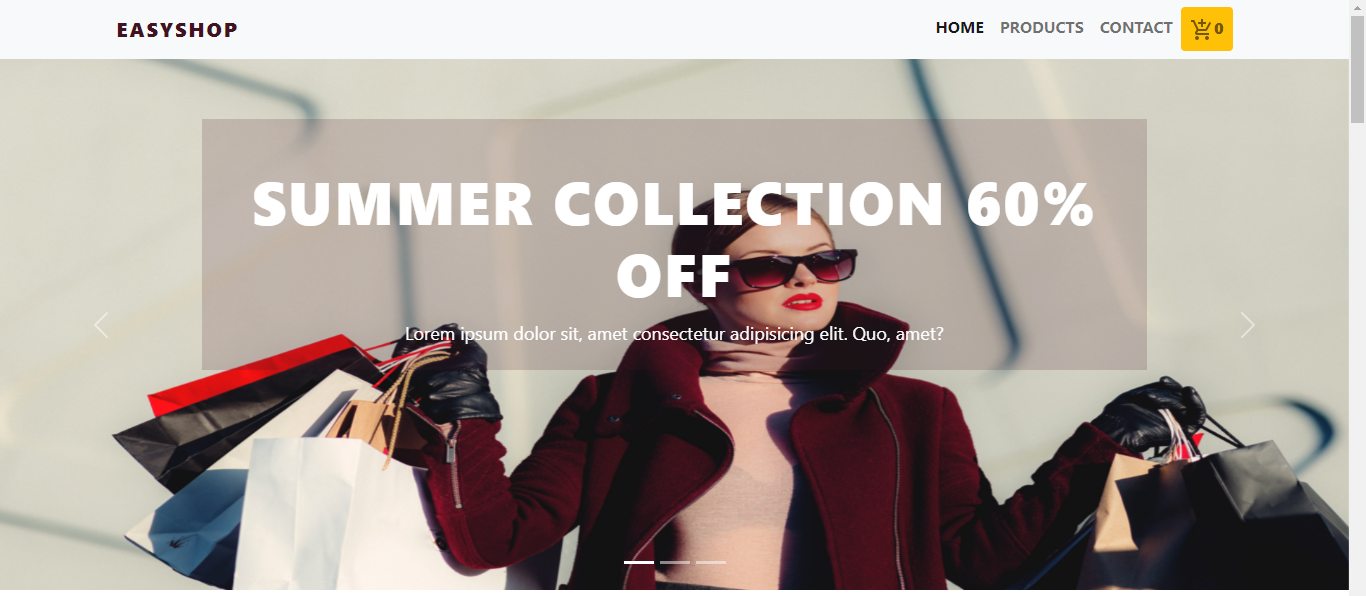 EASYSHOP
HOME PRODUCTS CONTACT 0
SUMMER COLLECTION 60%
OFF
Lorem ipsum dolor sit, amet consectetur adipisicing elit. Quo, amet?